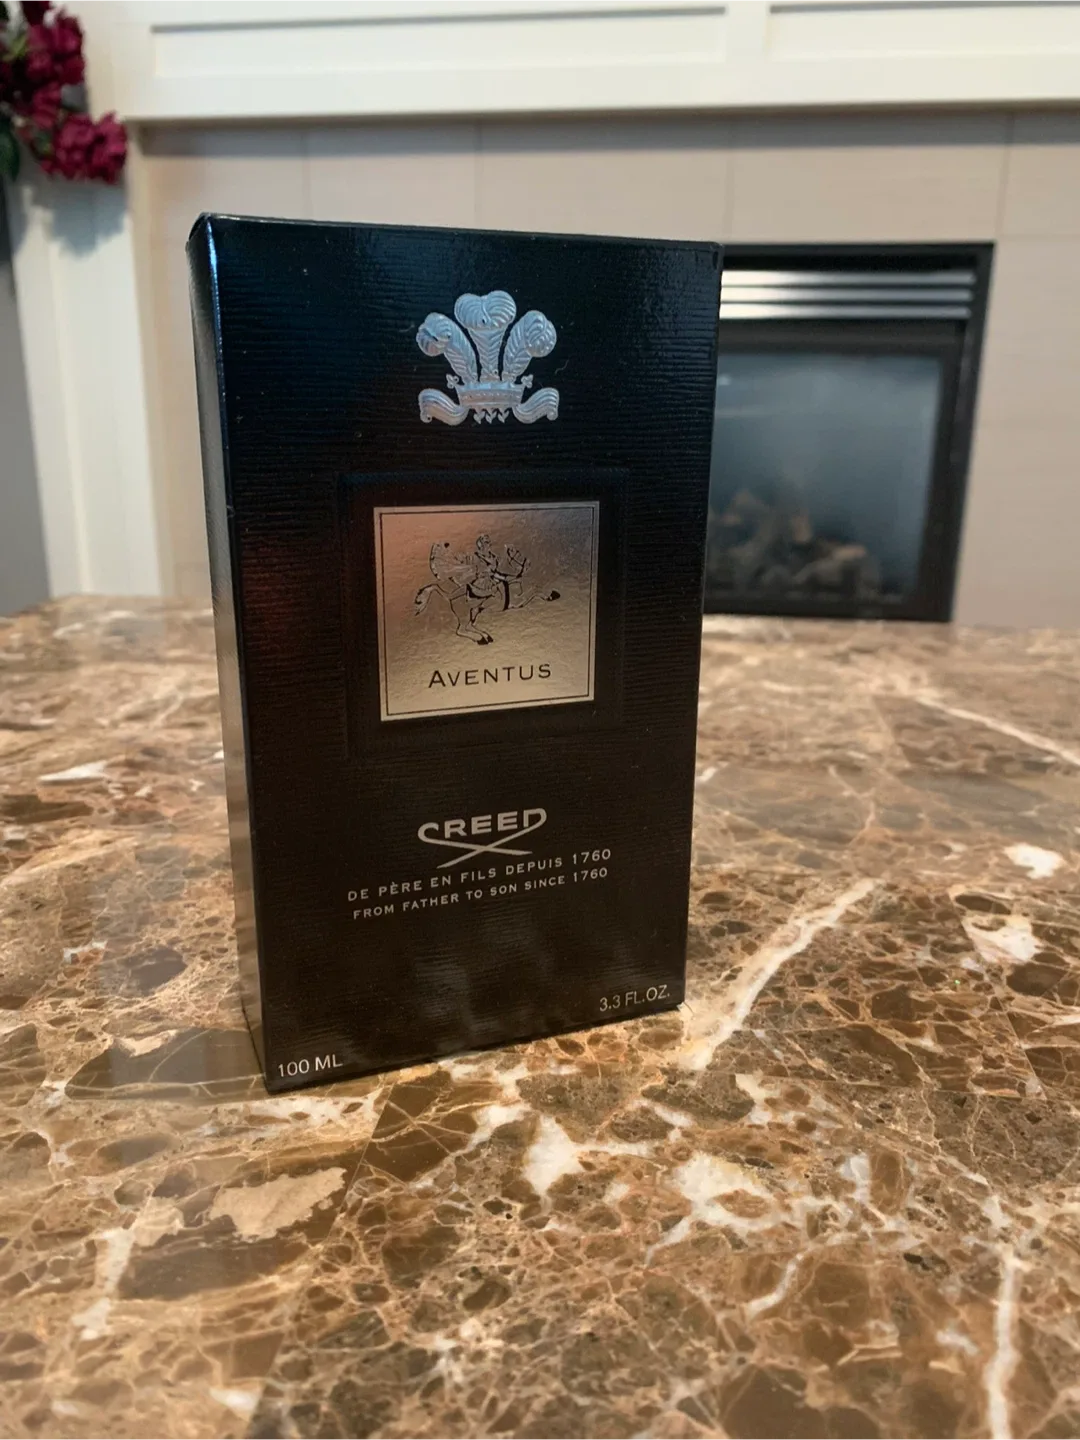 AVENTUS
CREED
DE PÈRE EN FILS DEPUIS 1760
FROM FATHER TO SON SINCE 1760
100 ML
3.3 FL.OZ.